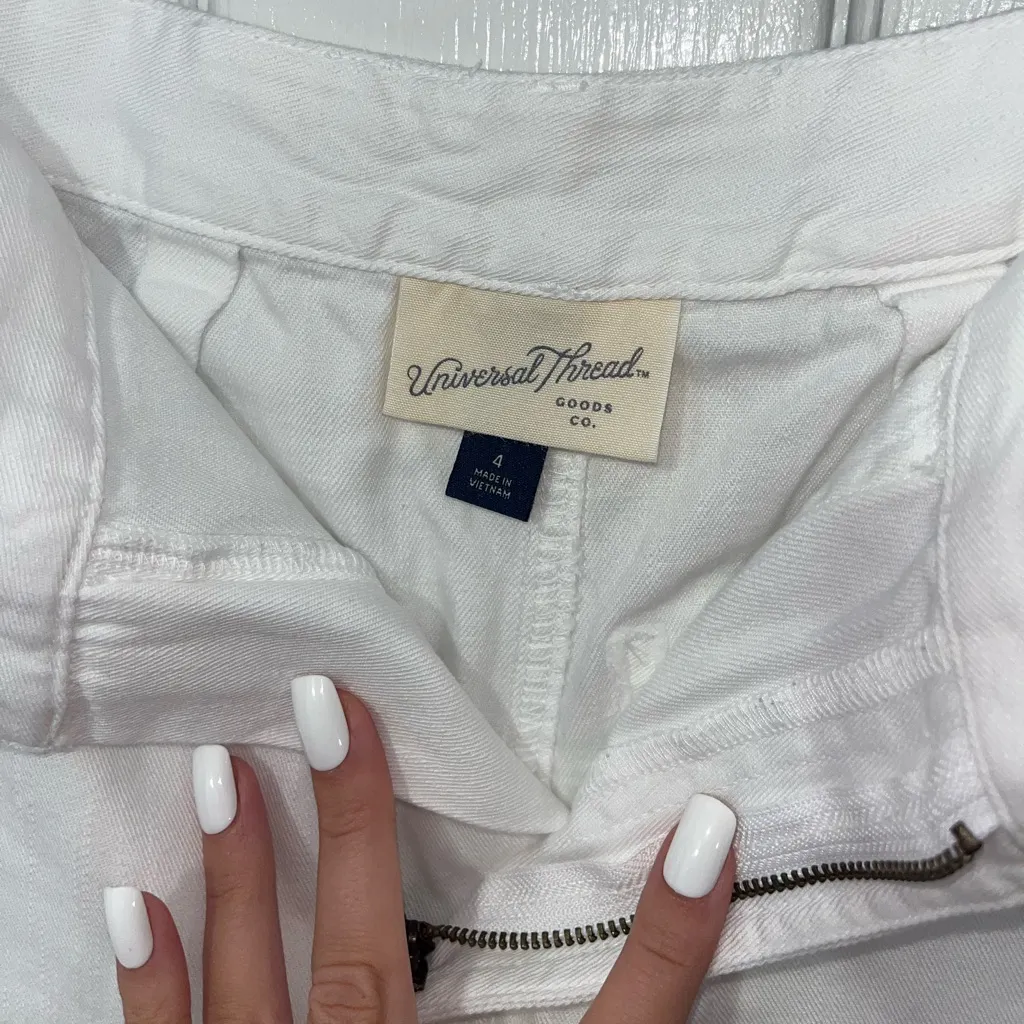 Universal Thread™
GOODS
CO.
4
MADE IN
VIETNAM